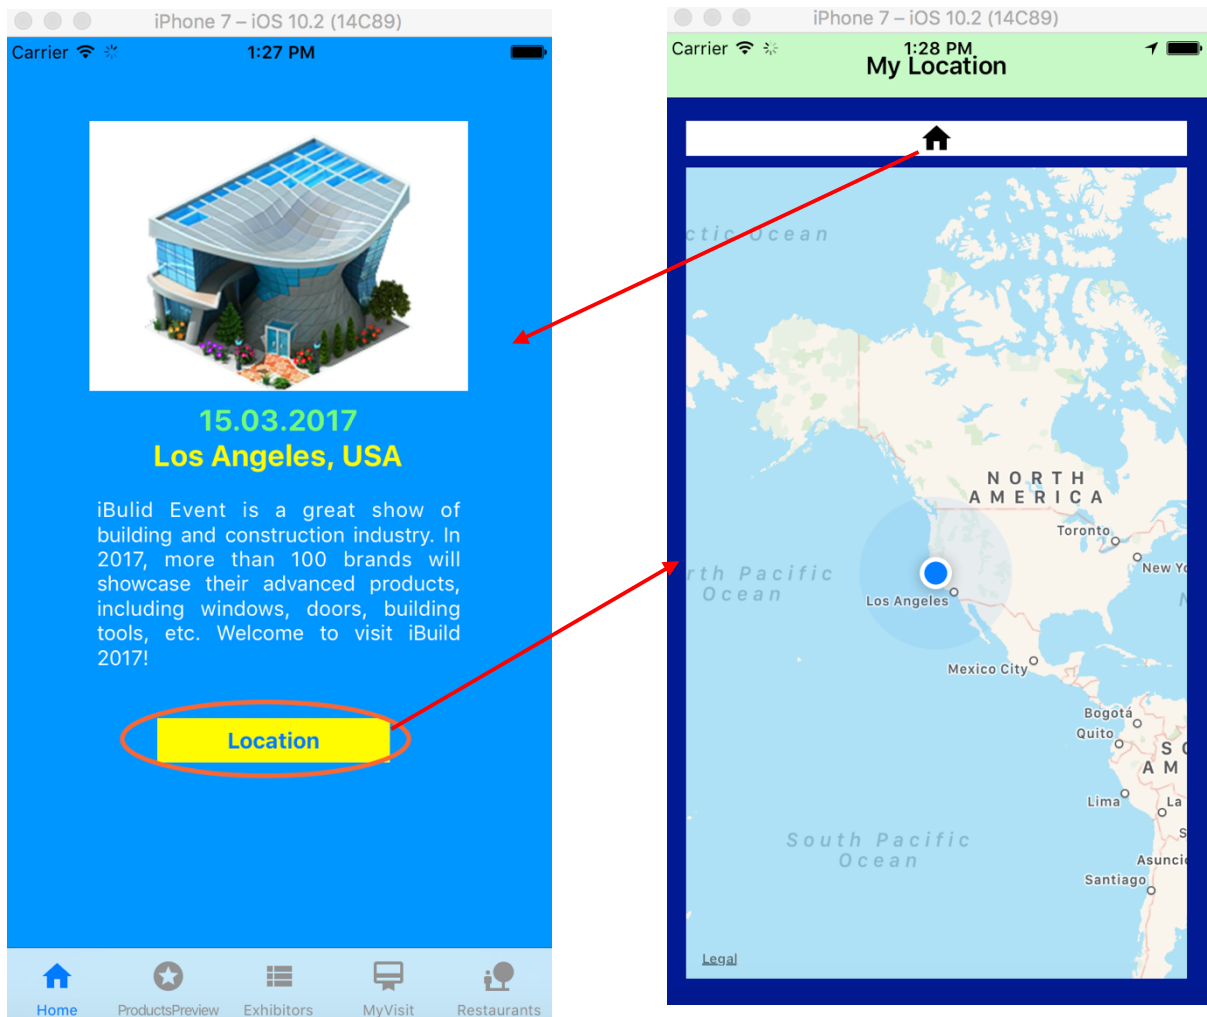 iPhone 7 – iOS 10.2 (14C89)
Carrier
1:27 PM
15.03.2017
Los Angeles, USA
iBulid Event is a great show of
building and construction industry. In
2017, more than 100 brands will
showcase their advanced products,
including windows, doors, building
tools, etc. Welcome to visit iBuild
2017!
Location
Home
ProductsPreview
Exhibitors
MyVisit
Restaurants
iPhone 7 – iOS 10.2 (14C89)
Carrier
1:28 PM
My Location
ctic Ocean
NORTH
AMERICA
Toronto
New Yo
rth Pacific
Ocean
Los Angeles
Mexico City
Bogotá
Quito
S
AM
Lima
La
South Pacific
Ocean
S
Asunció
Santiago
Legal